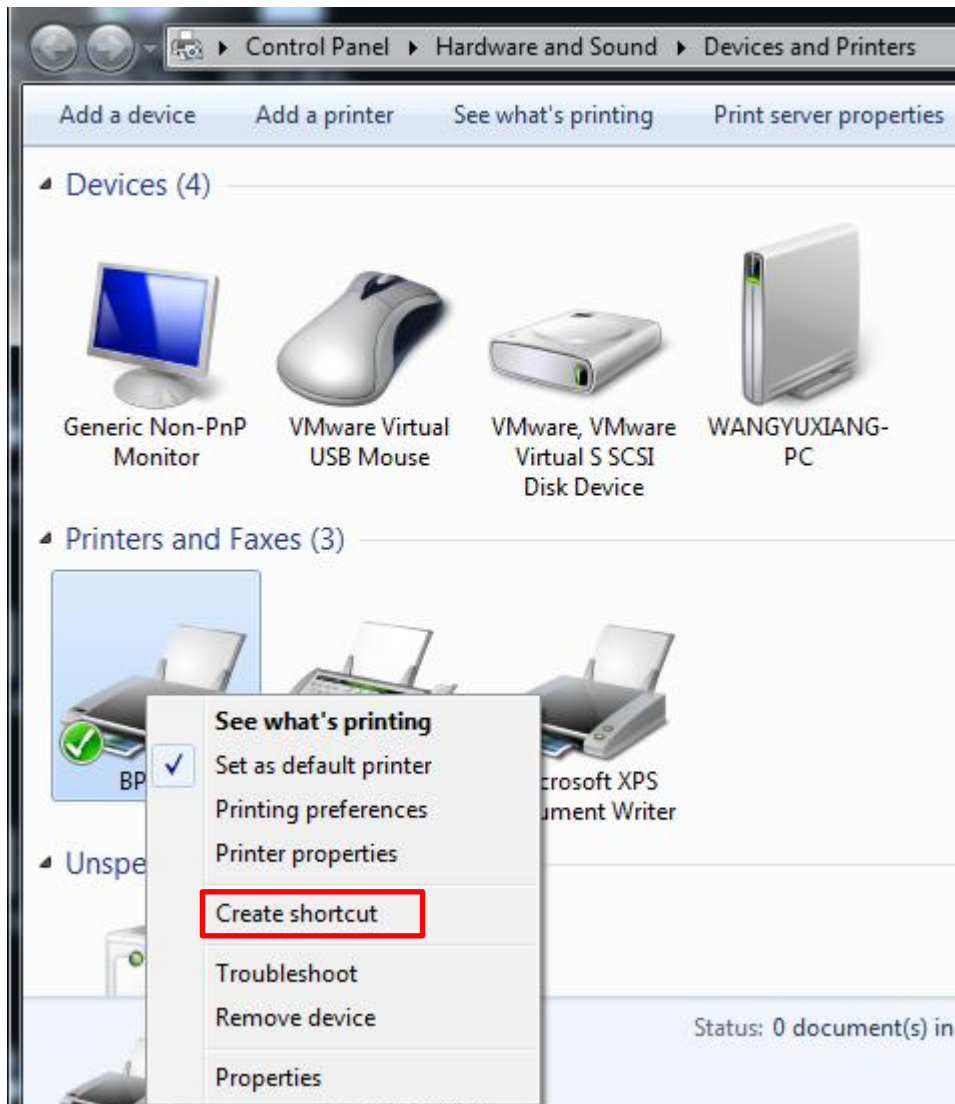 Control Panel Hardware and Sound Devices and Printers
Add a device Add a printer See what's printing Print server properties
Devices (4)
Generic Non-PnP
Monitor
VMware Virtual
USB Mouse
VMware, VMware
Virtual S SCSI
Disk Device
WANGYUXIANG-
PC
Printers and Faxes (3)
BP
crosoft XPS
ument Writer
See what's printing
Set as default printer
Printing preferences
Printer properties
Create shortcut
Troubleshoot
Remove device
Properties
Unspe
Status: 0 document(s) in